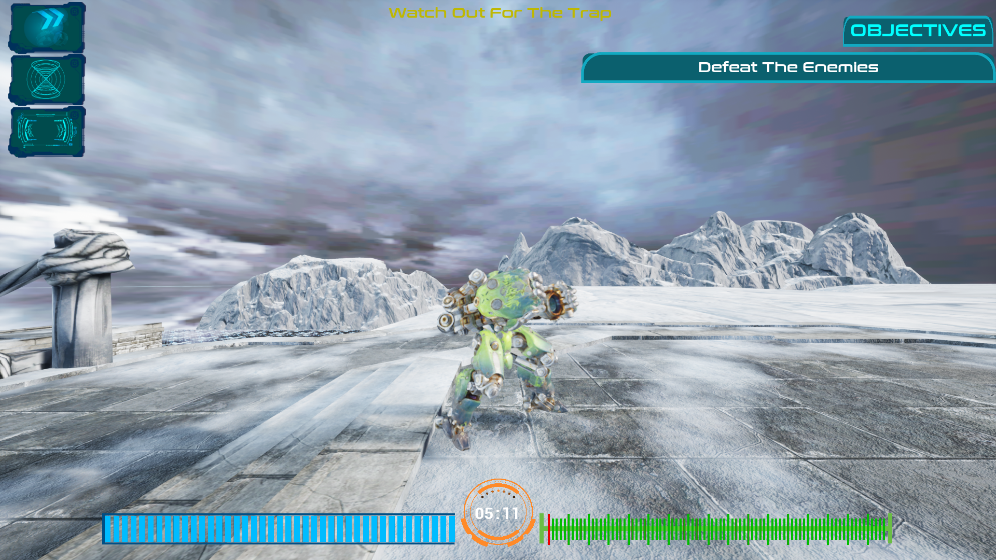 Watch Out For The Trap
OBJECTIVES
Defeat The Enemies
05:11